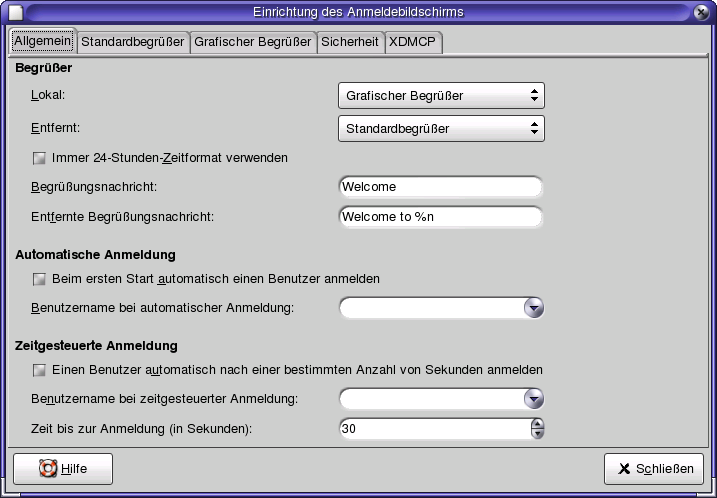 Einrichtung des Anmeldebildschirms
Allgemein Standardbegrüßer Grafischer Begrüßer Sicherheit XDMCP
Begrüßer
Lokal: Grafischer Begrüßer
Entfernt: Standardbegrüßer
Immer 24-Stunden-Zeitformat verwenden
Begrüßungsnachricht: Welcome
Entfernte Begrüßungsnachricht: Welcome to %n
Automatische Anmeldung
Beim ersten Start automatisch einen Benutzer anmelden
Benutzername bei automatischer Anmeldung:
Zeitgesteuerte Anmeldung
Einen Benutzer automatisch nach einer bestimmten Anzahl von Sekunden anmelden
Benutzername bei zeitgesteuerter Anmeldung:
Zeit bis zur Anmeldung (in Sekunden): 30
Hilfe Schließen